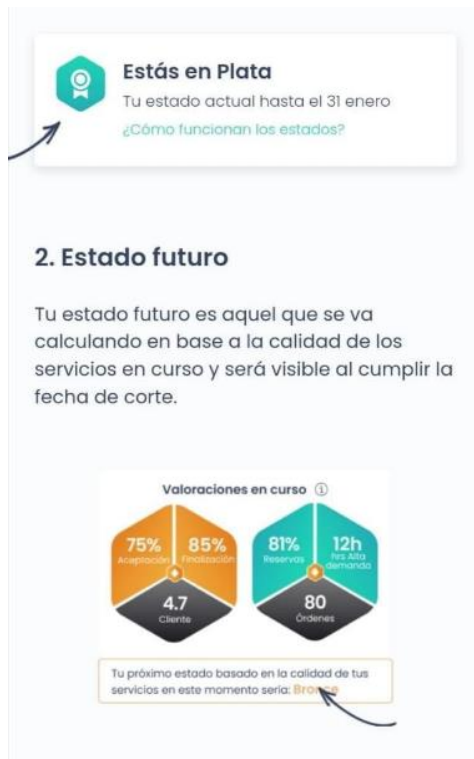 Estás en Plata
Tu estado actual hasta el 31 enero
¿Cómo funcionan los estados?
2. Estado futuro
Tu estado futuro es aquel que se va
calculando en base a la calidad de los
servicios en curso y será visible al cumplir la
fecha de corte.
Valoraciones en curso
75% 85% 81% 12h
Aceptación Finalización Reservas hrs Alta
demanda
4.7 80
Cliente Órdenes
Tu próximo estado basado en la calidad de tus
servicios en este momento seria: Bronce